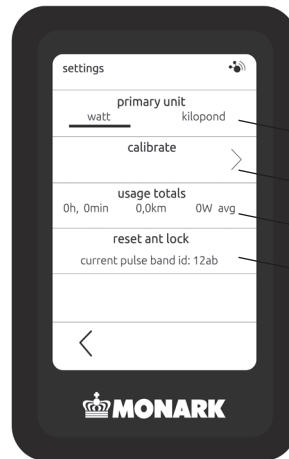 settings
primary unit
watt kilopond
calibrate
usage totals
0h, 0min 0,0km 0W avg
reset ant lock
current pulse band id: 12ab
MONARK